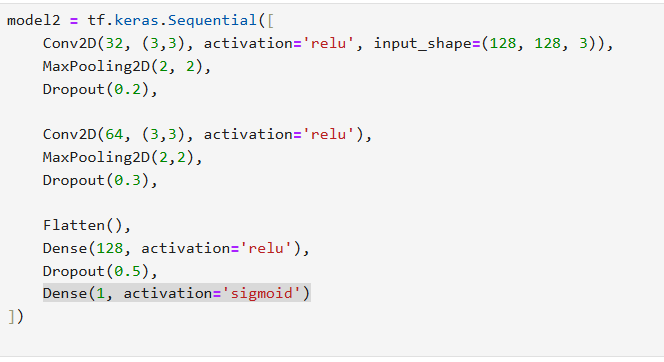 model2 = tf.keras.Sequential([
    Conv2D(32, (3,3), activation='relu', input_shape=(128, 128, 3)),
    MaxPooling2D(2, 2),
    Dropout(0.2),

    Conv2D(64, (3,3), activation='relu'),
    MaxPooling2D(2,2),
    Dropout(0.3),

    Flatten(),
    Dense(128, activation='relu'),
    Dropout(0.5),
    Dense(1, activation='sigmoid')
])